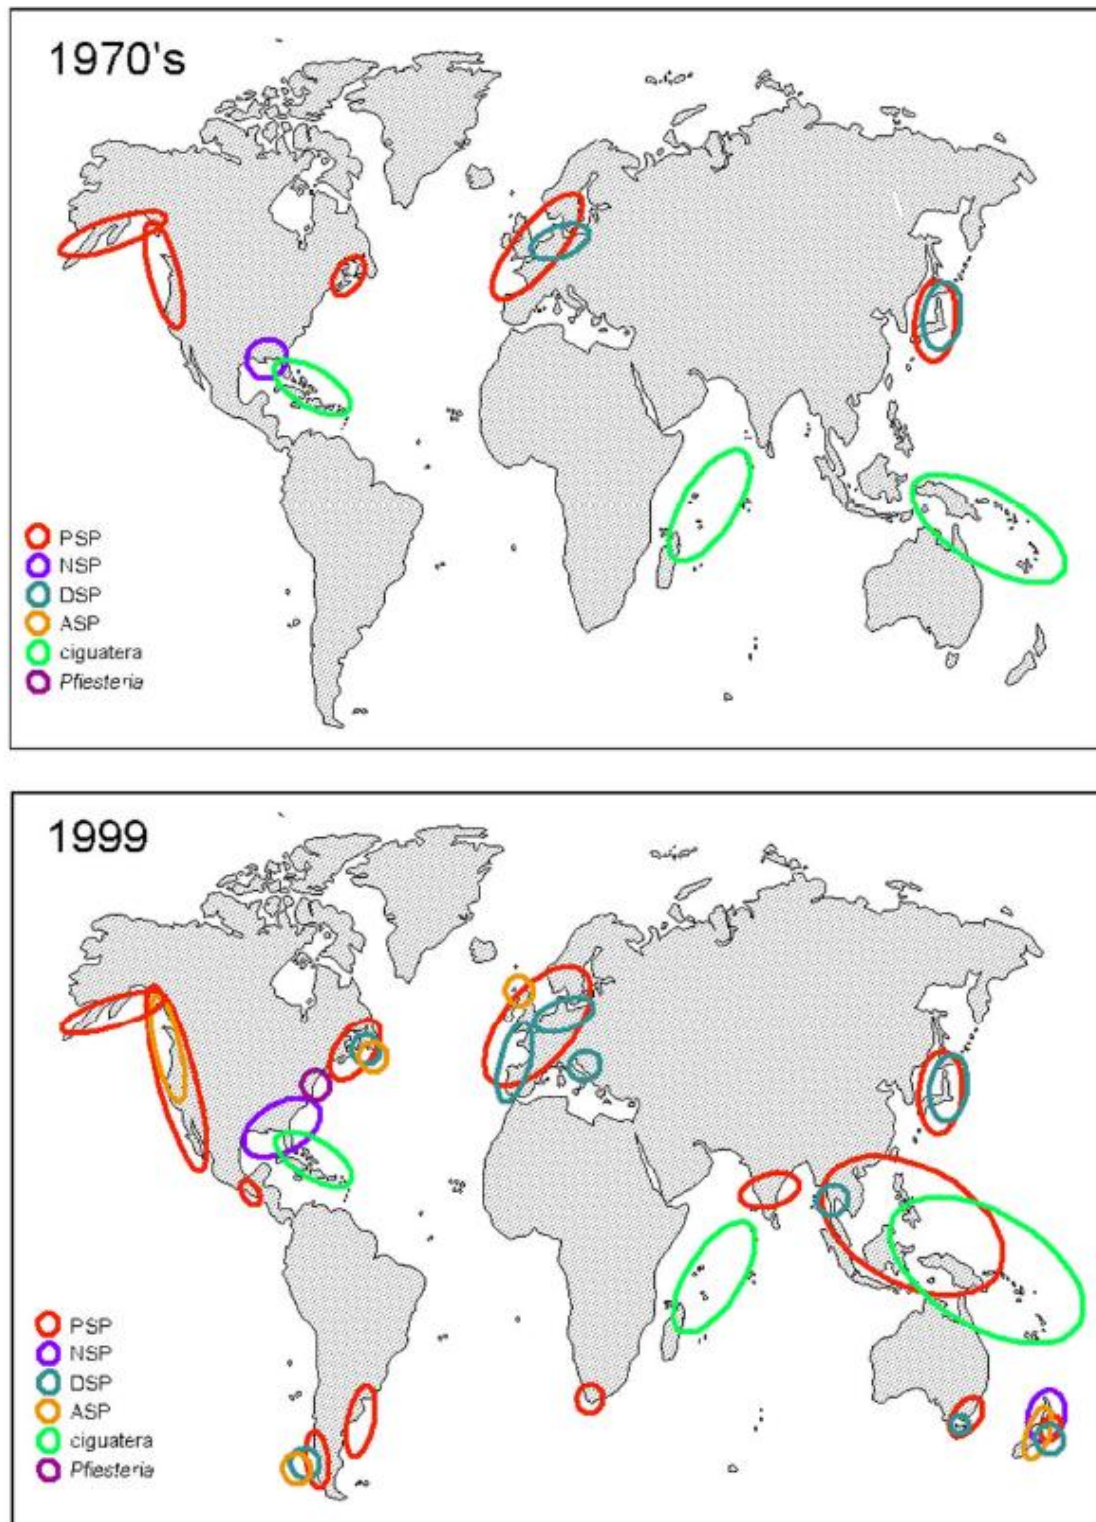 1970's
PSP
NSP
DSP
ASP
ciguatera
Pfiesteria
1999
PSP
NSP
DSP
ASP
ciguatera
Pfiesteria